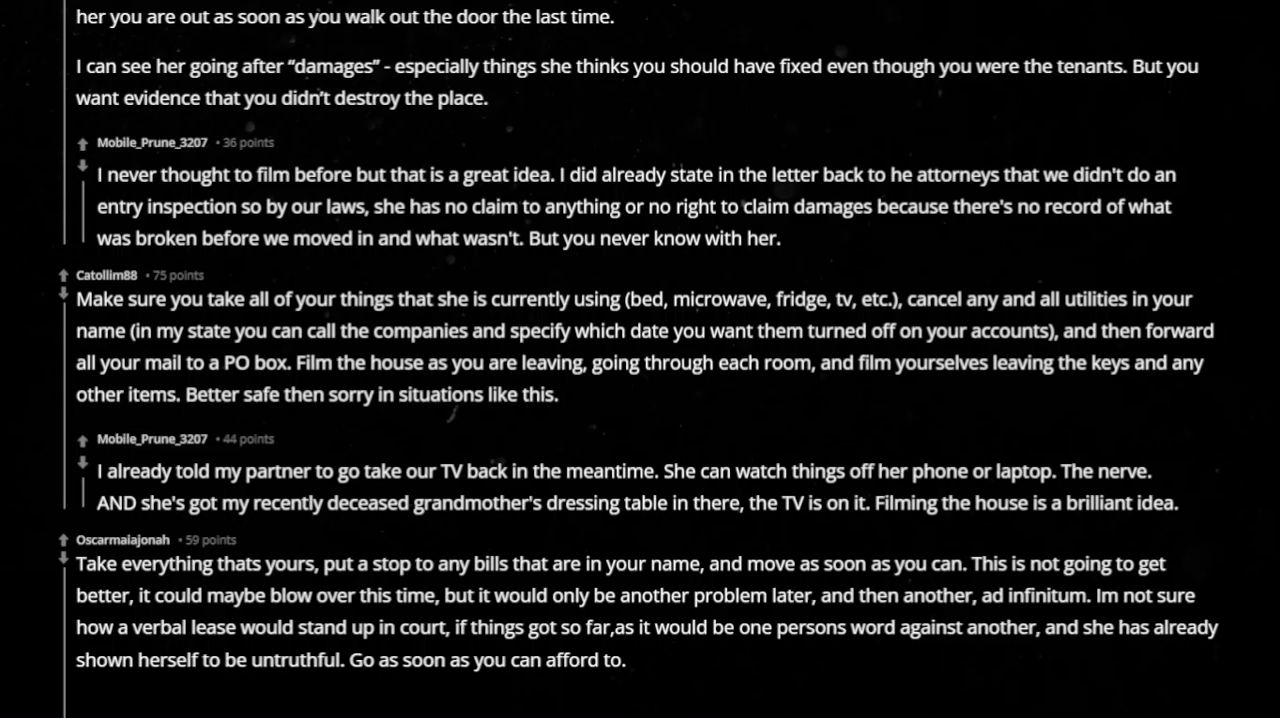 her you are out as soon as you walk out the door the last time.
I can see her going after “damages” - especially things she thinks you should have fixed even though you were the tenants. But you
want evidence that you didn’t destroy the place.
Mobile_Prune_3207 • 36 points
I never thought to film before but that is a great idea. I did already state in the letter back to he attorneys that we didn't do an
entry inspection so by our laws, she has no claim to anything or no right to claim damages because there's no record of what
was broken before we moved in and what wasn't. But you never know with her.
Catollim88 • 75 points
Make sure you take all of your things that she is currently using (bed, microwave, fridge, tv, etc.), cancel any and all utilities in your
name (in my state you can call the companies and specify which date you want them turned off on your accounts), and then forward
all your mail to a PO box. Film the house as you are leaving, going through each room, and film yourselves leaving the keys and any
other items. Better safe then sorry in situations like this.
Mobile_Prune_3207 • 44 points
I already told my partner to go take our TV back in the meantime. She can watch things off her phone or laptop. The nerve.
AND she's got my recently deceased grandmother's dressing table in there, the TV is on it. Filming the house is a brilliant idea.
Oscarmaiajonah • 59 points
Take everything thats yours, put a stop to any bills that are in your name, and move as soon as you can. This is not going to get
better, it could maybe blow over this time, but it would only be another problem later, and then another, ad infinitum. Im not sure
how a verbal lease would stand up in court, if things got so far,as it would be one persons word against another, and she has already
shown herself to be untruthful. Go as soon as you can afford to.